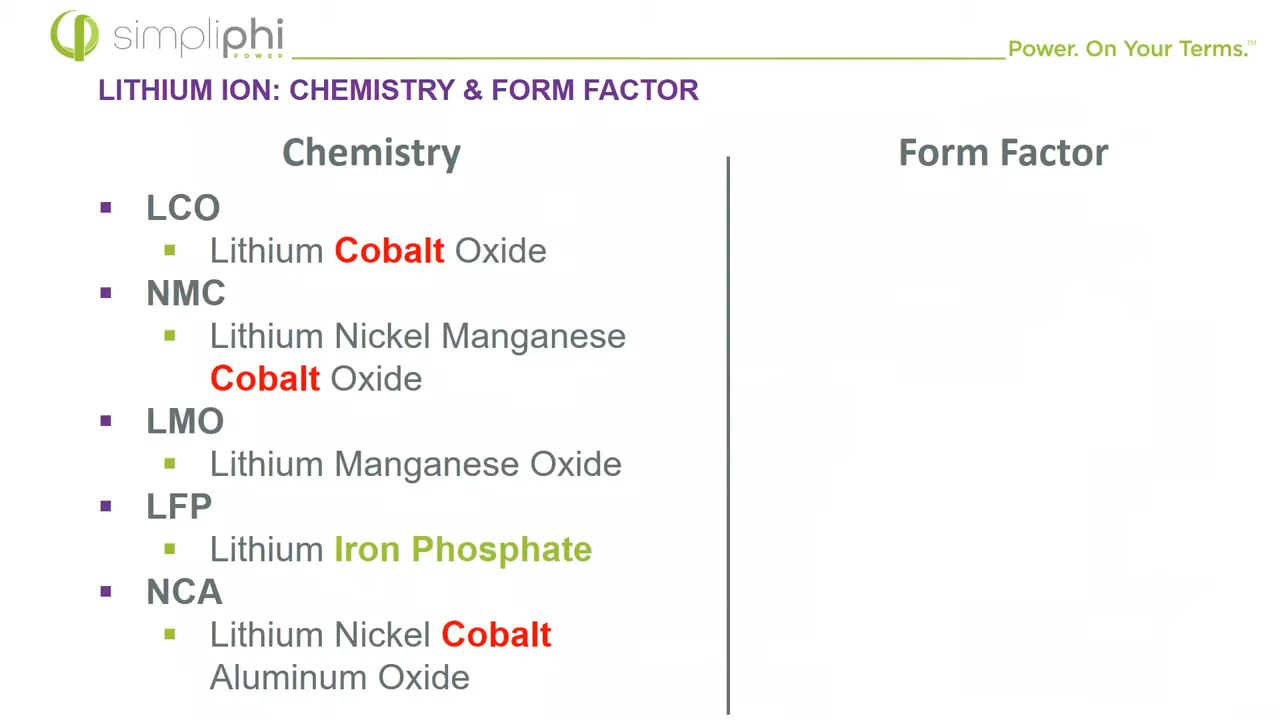 simpliphi
POWER
Power. On Your Terms.™
LITHIUM ION: CHEMISTRY & FORM FACTOR
Chemistry
▪ LCO
▪ Lithium Cobalt Oxide
▪ NMC
▪ Lithium Nickel Manganese
Cobalt Oxide
▪ LMO
▪ Lithium Manganese Oxide
▪ LFP
▪ Lithium Iron Phosphate
▪ NCA
▪ Lithium Nickel Cobalt
Aluminum Oxide
Form Factor